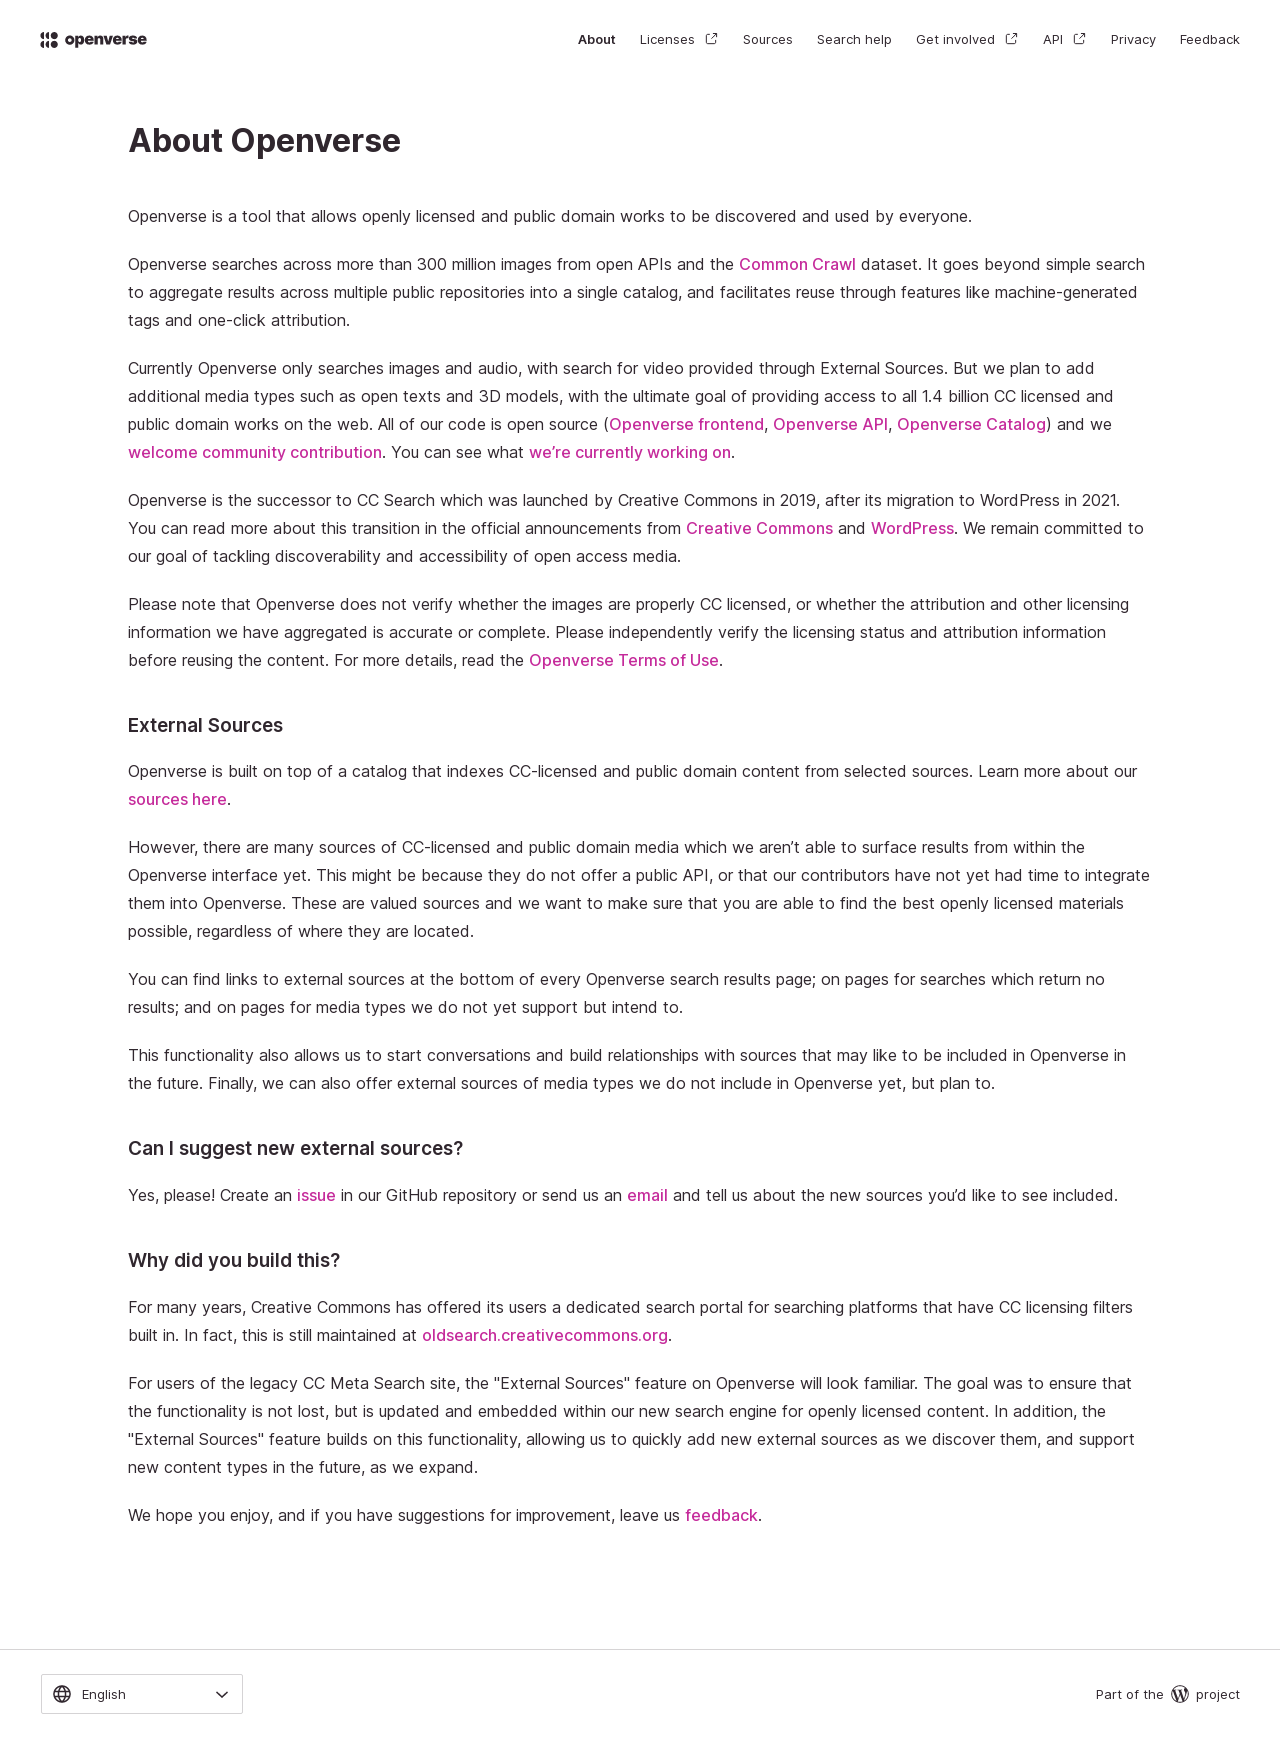 openverse
About Licenses Sources Search help Get involved API Privacy Feedback
About Openverse
Openverse is a tool that allows openly licensed and public domain works to be discovered and used by everyone.
Openverse searches across more than 300 million images from open APIs and the Common Crawl dataset. It goes beyond simple search
to aggregate results across multiple public repositories into a single catalog, and facilitates reuse through features like machine-generated
tags and one-click attribution.
Currently Openverse only searches images and audio, with search for video provided through External Sources. But we plan to add
additional media types such as open texts and 3D models, with the ultimate goal of providing access to all 1.4 billion CC licensed and
public domain works on the web. All of our code is open source (Openverse frontend, Openverse API, Openverse Catalog) and we
welcome community contribution. You can see what we’re currently working on.
Openverse is the successor to CC Search which was launched by Creative Commons in 2019, after its migration to WordPress in 2021.
You can read more about this transition in the official announcements from Creative Commons and WordPress. We remain committed to
our goal of tackling discoverability and accessibility of open access media.
Please note that Openverse does not verify whether the images are properly CC licensed, or whether the attribution and other licensing
information we have aggregated is accurate or complete. Please independently verify the licensing status and attribution information
before reusing the content. For more details, read the Openverse Terms of Use.
External Sources
Openverse is built on top of a catalog that indexes CC-licensed and public domain content from selected sources. Learn more about our
sources here.
However, there are many sources of CC-licensed and public domain media which we aren’t able to surface results from within the
Openverse interface yet. This might be because they do not offer a public API, or that our contributors have not yet had time to integrate
them into Openverse. These are valued sources and we want to make sure that you are able to find the best openly licensed materials
possible, regardless of where they are located.
You can find links to external sources at the bottom of every Openverse search results page; on pages for searches which return no
results; and on pages for media types we do not yet support but intend to.
This functionality also allows us to start conversations and build relationships with sources that may like to be included in Openverse in
the future. Finally, we can also offer external sources of media types we do not include in Openverse yet, but plan to.
Can I suggest new external sources?
Yes, please! Create an issue in our GitHub repository or send us an email and tell us about the new sources you’d like to see included.
Why did you build this?
For many years, Creative Commons has offered its users a dedicated search portal for searching platforms that have CC licensing filters
built in. In fact, this is still maintained at oldsearch.creativecommons.org.
For users of the legacy CC Meta Search site, the "External Sources" feature on Openverse will look familiar. The goal was to ensure that
the functionality is not lost, but is updated and embedded within our new search engine for openly licensed content. In addition, the
"External Sources" feature builds on this functionality, allowing us to quickly add new external sources as we discover them, and support
new content types in the future, as we expand.
We hope you enjoy, and if you have suggestions for improvement, leave us feedback.
English
Part of the project